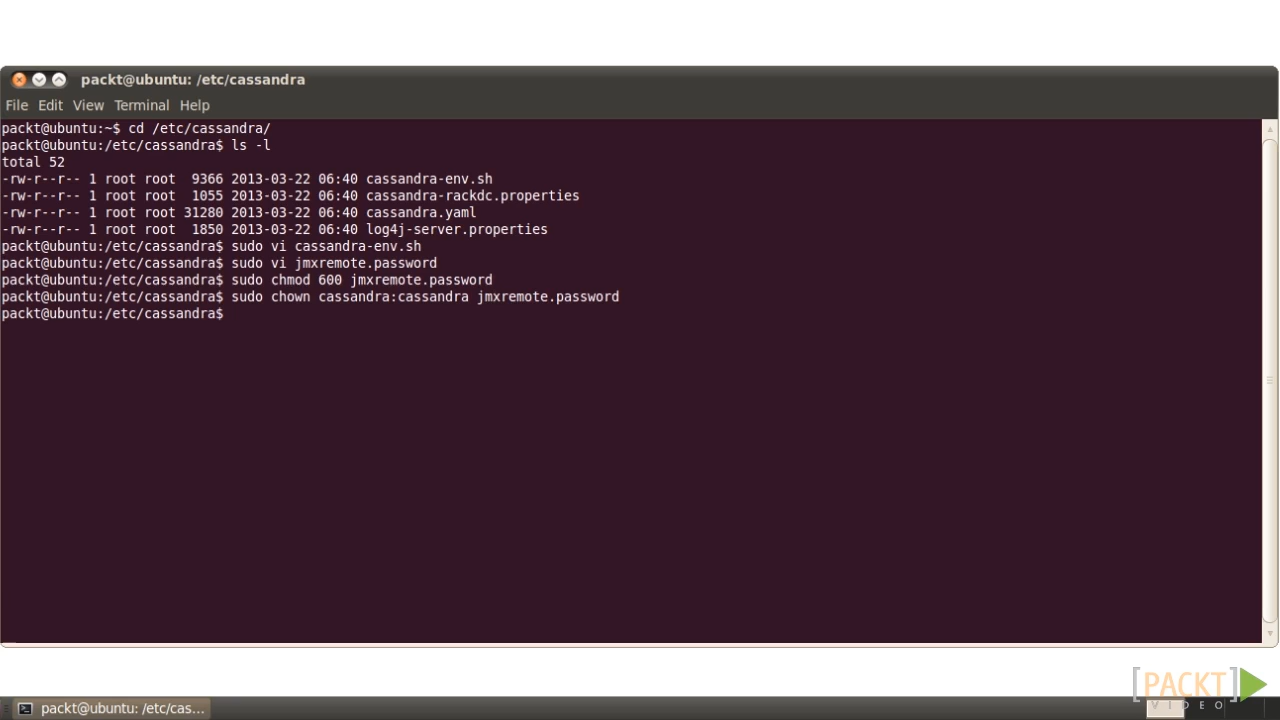 packt@ubuntu: /etc/cassandra
File Edit View Terminal Help
packt@ubuntu:~$ cd /etc/cassandra/
packt@ubuntu:/etc/cassandra$ ls -l
total 52
-rw-r--r-- 1 root root  9366 2013-03-22 06:40 cassandra-env.sh
-rw-r--r-- 1 root root  1055 2013-03-22 06:40 cassandra-rackdc.properties
-rw-r--r-- 1 root root 31280 2013-03-22 06:40 cassandra.yaml
-rw-r--r-- 1 root root  1850 2013-03-22 06:40 log4j-server.properties
packt@ubuntu:/etc/cassandra$ sudo vi cassandra-env.sh
packt@ubuntu:/etc/cassandra$ sudo vi jmxremote.password
packt@ubuntu:/etc/cassandra$ sudo chmod 600 jmxremote.password
packt@ubuntu:/etc/cassandra$ sudo chown cassandra:cassandra jmxremote.password
packt@ubuntu:/etc/cassandra$
[PACKT]
VIDEO
packt@ubuntu: /etc/cas...